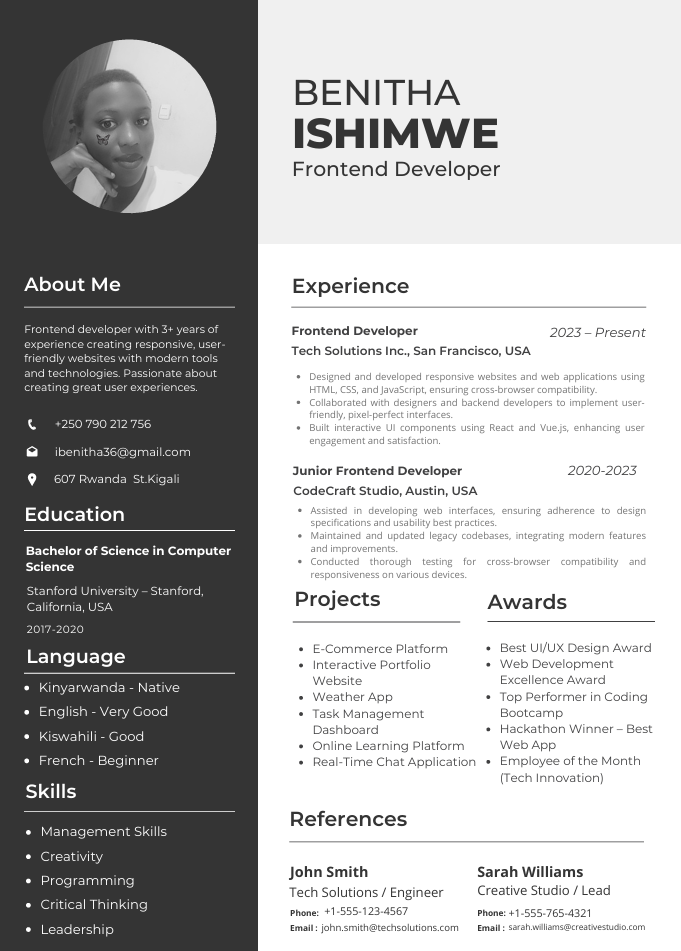 BENITHA
ISHIMWE
Frontend Developer
About Me
Frontend developer with 3+ years of
experience creating responsive, user-
friendly websites with modern tools
and technologies. Passionate about
creating great user experiences.
+250 790 212 756
ibenitha36@gmail.com
607 Rwanda St.Kigali
Education
Bachelor of Science in Computer
Science
Stanford University – Stanford,
California, USA
2017-2020
Language
• Kinyarwanda - Native
• English - Very Good
• Kiswahili - Good
• French - Beginner
Skills
• Management Skills
• Creativity
• Programming
• Critical Thinking
• Leadership
Experience
Frontend Developer 2023 – Present
Tech Solutions Inc., San Francisco, USA
• Designed and developed responsive websites and web applications using
HTML, CSS, and JavaScript, ensuring cross-browser compatibility.
• Collaborated with designers and backend developers to implement user-
friendly, pixel-perfect interfaces.
• Built interactive UI components using React and Vue.js, enhancing user
engagement and satisfaction.
Junior Frontend Developer 2020-2023
CodeCraft Studio, Austin, USA
• Assisted in developing web interfaces, ensuring adherence to design
specifications and usability best practices.
• Maintained and updated legacy codebases, integrating modern features
and improvements.
• Conducted thorough testing for cross-browser compatibility and
responsiveness on various devices.
Projects
• E-Commerce Platform
• Interactive Portfolio
Website
• Weather App
• Task Management
Dashboard
• Online Learning Platform
• Real-Time Chat Application
Awards
• Best UI/UX Design Award
• Web Development
Excellence Award
• Top Performer in Coding
Bootcamp
• Hackathon Winner – Best
Web App
• Employee of the Month
(Tech Innovation)
References
John Smith
Tech Solutions / Engineer
Phone: +1-555-123-4567
Email : john.smith@techsolutions.com
Sarah Williams
Creative Studio / Lead
Phone: +1-555-765-4321
Email : sarah.williams@creativestudio.com